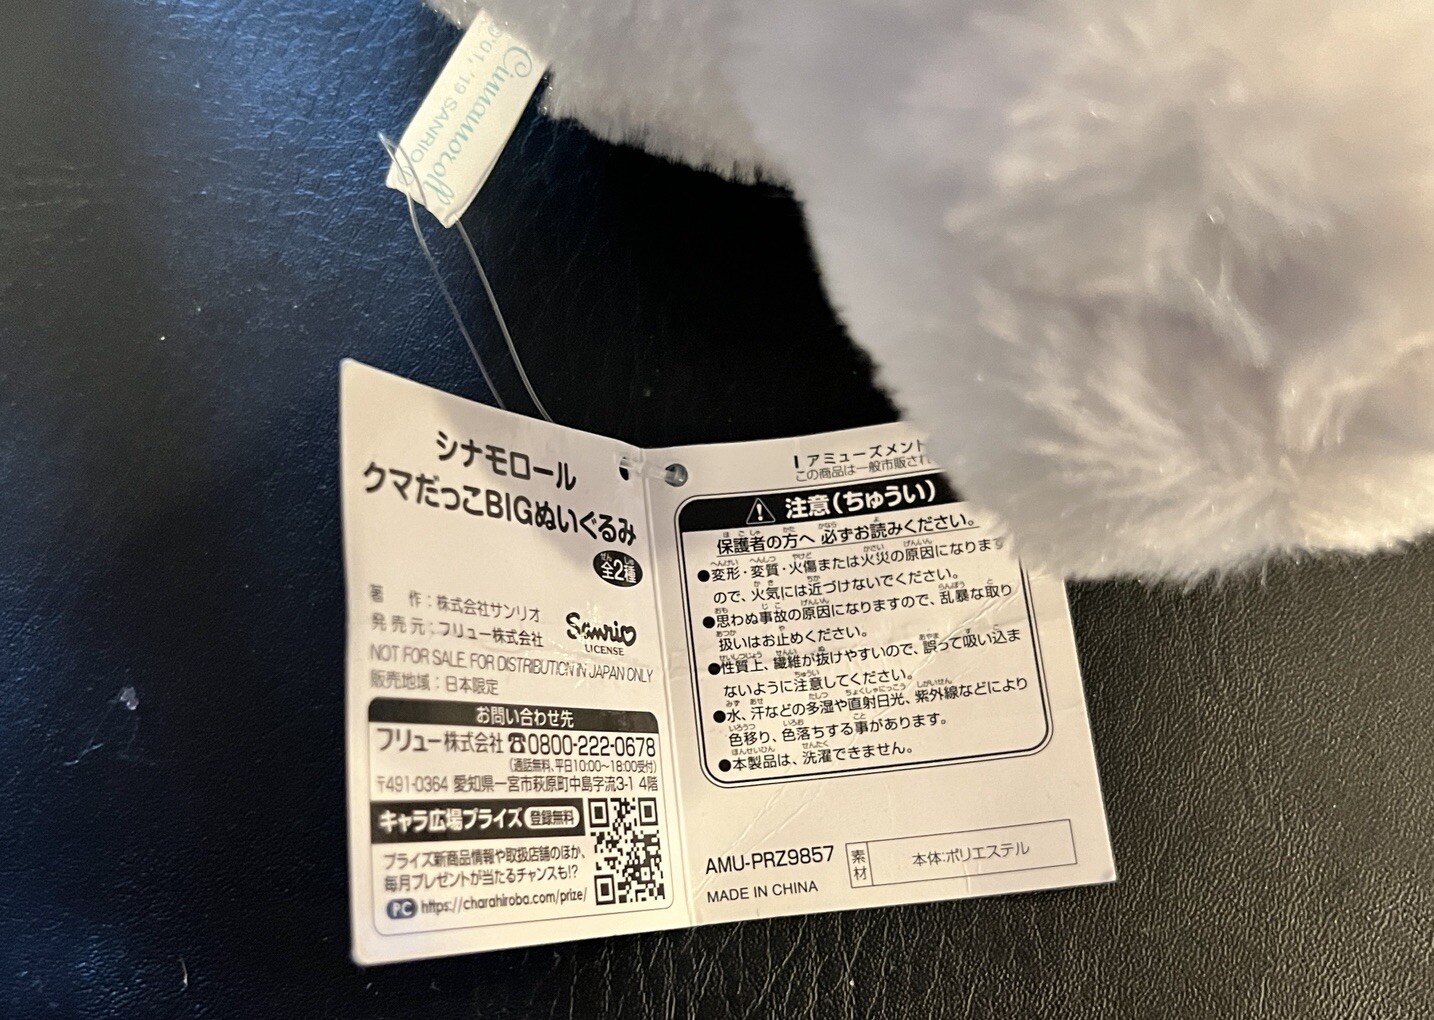 Cinnamoroll
'01, '19 SANRIO
シナモロール
クマだっこBIGぬいぐるみ
全2種
著 作：株式会社サンリオ
発売元：フリュー株式会社
Sanrio
LICENSE
NOT FOR SALE. FOR DISTRIBUTION IN JAPAN ONLY
販売地域：日本限定
お問い合わせ先
フリュー株式会社 ☎0800-222-0678
(通話無料、平日10:00〜18:00受付)
〒491-0364 愛知県一宮市萩原町中島字流3-1 4階
キャラ広場プライズ 登録無料
プライズ新商品情報や取扱店舗のほか、
毎月プレゼントが当たるチャンスも!?
PC https://charahiroba.com/prize/
アミューズメント
この商品は一般市販され
⚠ 注意(ちゅうい)
保護者の方へ 必ずお読みください。
●変形・変質・火傷または火災の原因になります
ので、火気には近づけないでください。
●思わぬ事故の原因になりますので、乱暴な取り
扱いはお止めください。
●性質上、繊維が抜けやすいので、誤って吸い込ま
ないように注意してください。
●水、汗などの多湿や直射日光、紫外線などにより
色移り、色落ちする事があります。
●本製品は、洗濯できません。
AMU-PRZ9857
MADE IN CHINA
素材
本体:ポリエステル